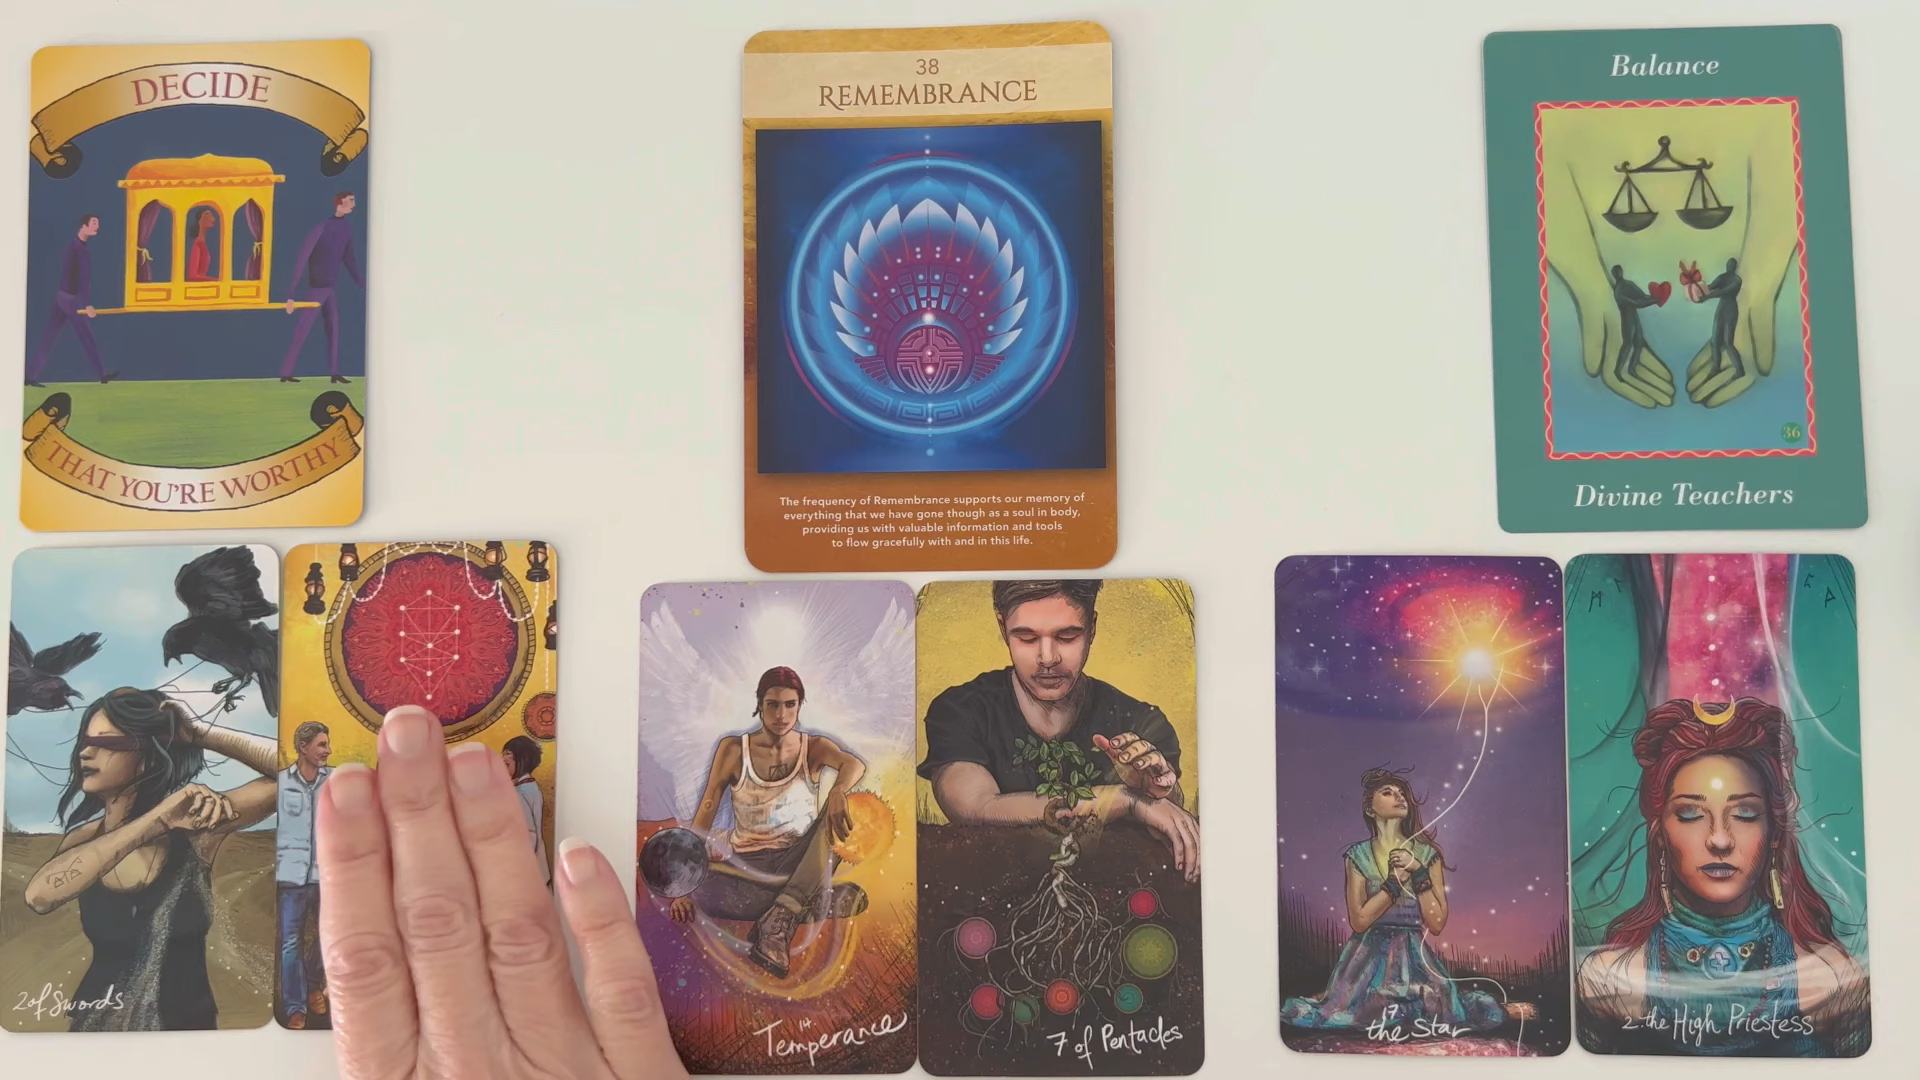 DECIDE
THAT YOU'RE WORTHY
38
REMEMBRANCE
The frequency of Remembrance supports our memory of
everything that we have gone though as a soul in body,
providing us with valuable information and tools
to flow gracefully with and in this life.
Balance
36
Divine Teachers
2 of Swords
14.
Temperance
7 of Pentacles
17
the Star
2. the High Priestess